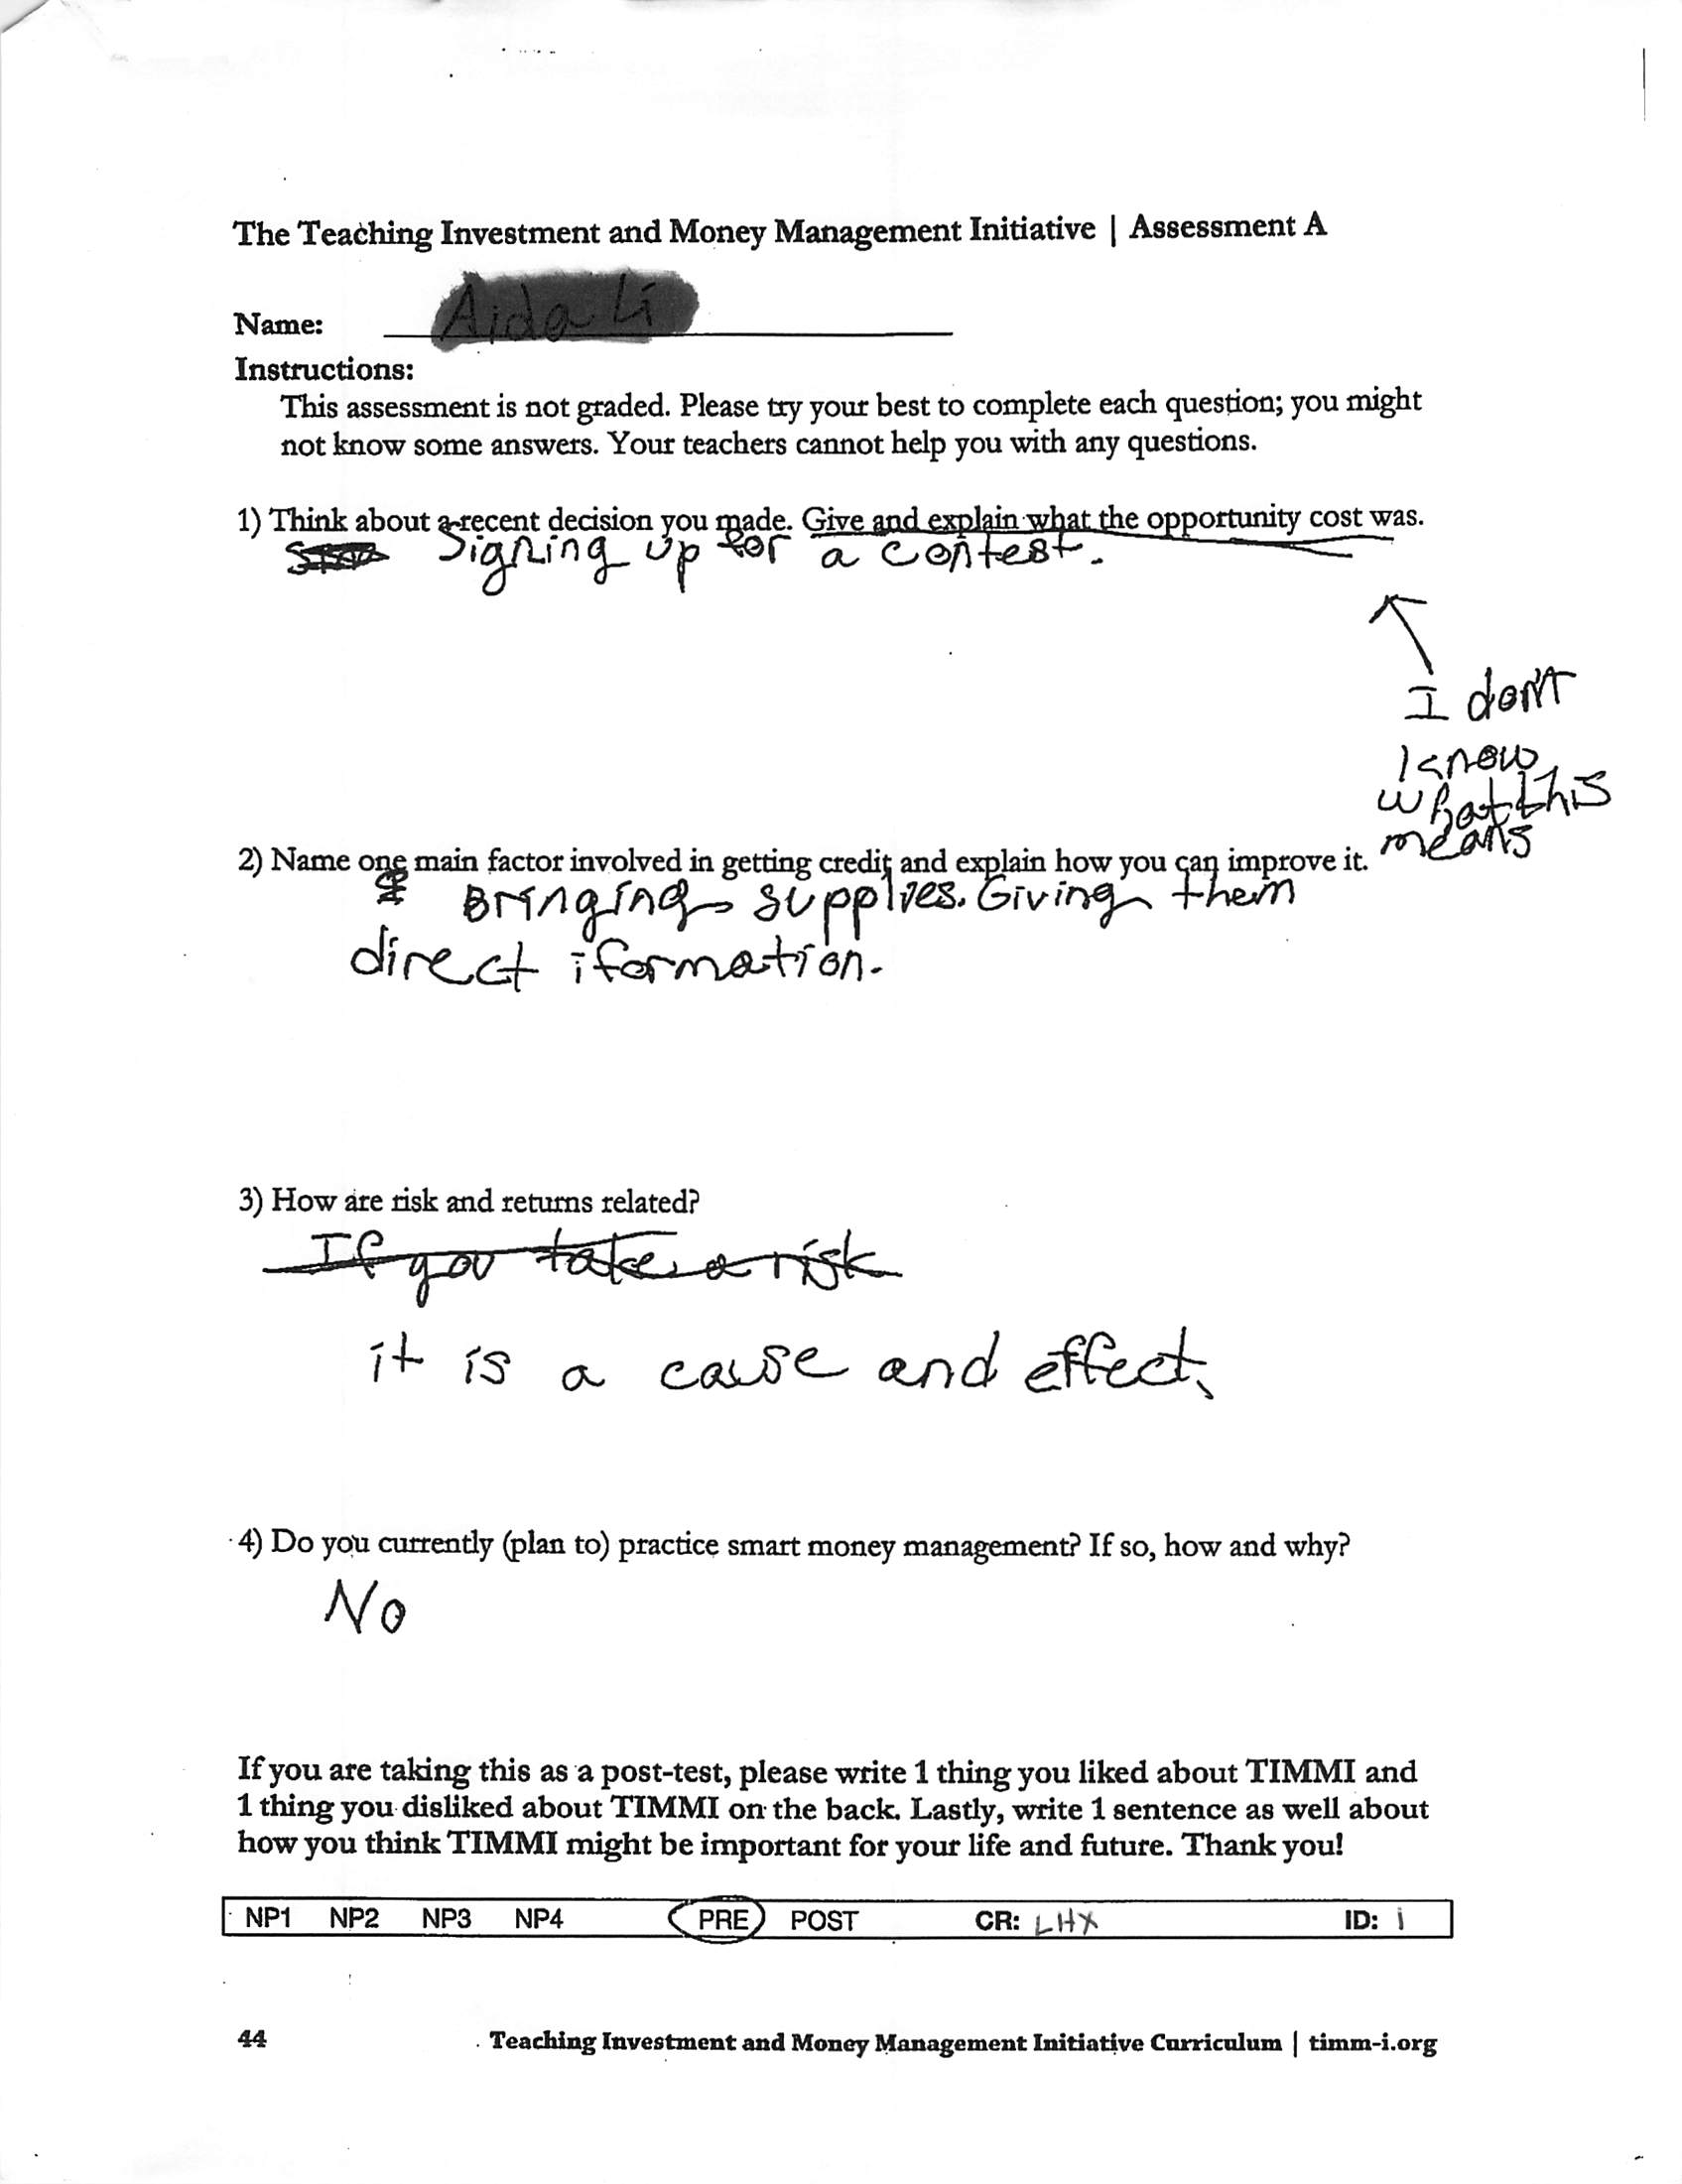 The Teaching Investment and Money Management Initiative | Assessment A
Name:
Instructions:
This assessment is not graded. Please try your best to complete each question; you might
not know some answers. Your teachers cannot help you with any questions.
1) Think about a recent decision you made. Give and explain what the opportunity cost was.
Signing up for a contest.
I don't
know
what this
means
2) Name one main factor involved in getting credit and explain how you can improve it.
Bringing supplies. Giving them
direct iformation.
3) How are risk and returns related?
If you take a risk
it is a cause and effect.
4) Do you currently (plan to) practice smart money management? If so, how and why?
No
If you are taking this as a post-test, please write 1 thing you liked about TIMMI and
1 thing you disliked about TIMMI on the back. Lastly, write 1 sentence as well about
how you think TIMMI might be important for your life and future. Thank you!
NP1 NP2 NP3 NP4 PRE POST CR: LHX ID: 1
44 Teaching Investment and Money Management Initiative Curriculum | timm-i.org